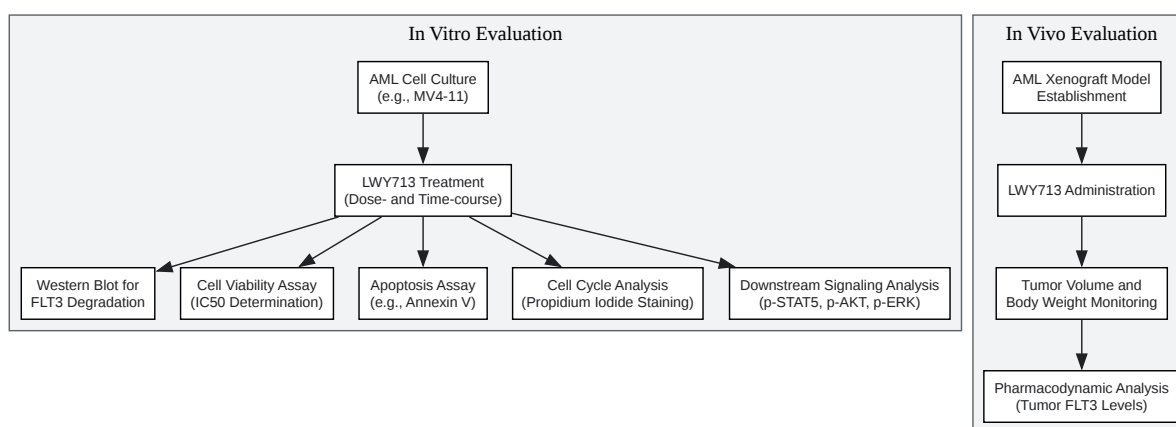 In Vitro Evaluation
AML Cell Culture
(e.g., MV4-11)
LWY713 Treatment
(Dose- and Time-course)
Western Blot for
FLT3 Degradation
Cell Viability Assay
(IC50 Determination)
Apoptosis Assay
(e.g., Annexin V)
Cell Cycle Analysis
(Propidium Iodide Staining)
Downstream Signaling Analysis
(p-STAT5, p-AKT, p-ERK)
In Vivo Evaluation
AML Xenograft Model
Establishment
LWY713 Administration
Tumor Volume and
Body Weight Monitoring
Pharmacodynamic Analysis
(Tumor FLT3 Levels)